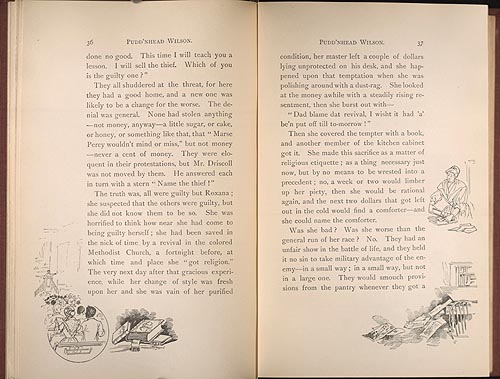 36 PUDD'NHEAD WILSON.
done no good. This time I will teach you a
lesson. I will sell the thief. Which of you
is the guilty one?"
They all shuddered at the threat, for here
they had a good home, and a new one was
likely to be a change for the worse. The de-
nial was general. None had stolen anything
—not money, anyway—a little sugar, or cake,
or honey, or something like that, that "Marse
Percy wouldn't mind or miss," but not money
—never a cent of money. They were elo-
quent in their protestations, but Mr. Driscoll
was not moved by them. He answered each
in turn with a stern "Name the thief!"
The truth was, all were guilty but Roxana;
she suspected that the others were guilty, but
she did not know them to be so. She was
horrified to think how near she had come to
being guilty herself; she had been saved in
the nick of time by a revival in the colored
Methodist Church, a fortnight before, at
which time and place she "got religion."
The very next day after that gracious experi-
ence, while her change of style was fresh
upon her and she was vain of her purified
PUDD'NHEAD WILSON. 37
condition, her master left a couple of dollars
lying unprotected on his desk, and she hap-
pened upon that temptation when she was
polishing around with a dust-rag. She looked
at the money awhile with a steadily rising re-
sentment, then she burst out with—
"Dad blame dat revival, I wisht it had 'a'
be'n put off till to-morrow!"
Then she covered the tempter with a book,
and another member of the kitchen cabinet
got it. She made this sacrifice as a matter of
religious etiquette; as a thing necessary just
now, but by no means to be wrested into a
precedent; no, a week or two would limber
up her piety, then she would be rational
again, and the next two dollars that got left
out in the cold would find a comforter—and
she could name the comforter.
Was she bad? Was she worse than the
general run of her race? No. They had an
unfair show in the battle of life, and they held
it no sin to take military advantage of the en-
emy—in a small way; in a small way, but not
in a large one. They would smouch provi-
sions from the pantry whenever they got a